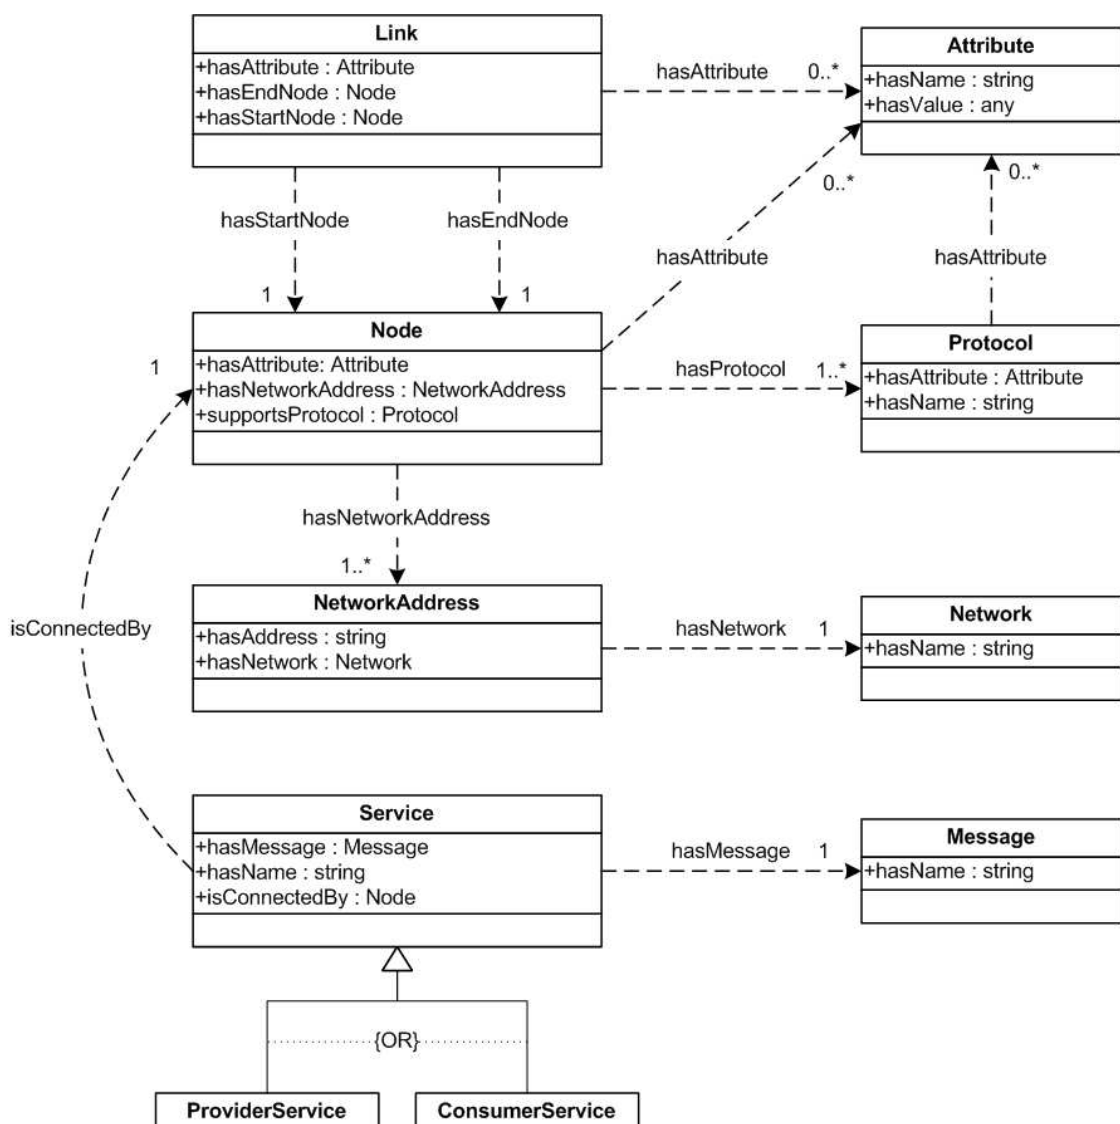 Link
+hasAttribute : Attribute
+hasEndNode : Node
+hasStartNode : Node
hasAttribute
0..*
Attribute
+hasName : string
+hasValue : any
hasStartNode
hasEndNode
1
1
0..*
hasAttribute
0..*
hasAttribute
Node
+hasAttribute: Attribute
+hasNetworkAddress : NetworkAddress
+supportsProtocol : Protocol
1
hasProtocol
1..*
Protocol
+hasAttribute : Attribute
+hasName : string
hasNetworkAddress
1..*
isConnectedBy
NetworkAddress
+hasAddress : string
+hasNetwork : Network
hasNetwork
1
Network
+hasName : string
Service
+hasMessage : Message
+hasName : string
+isConnectedBy : Node
hasMessage
1
Message
+hasName : string
{OR}
ProviderService
ConsumerService